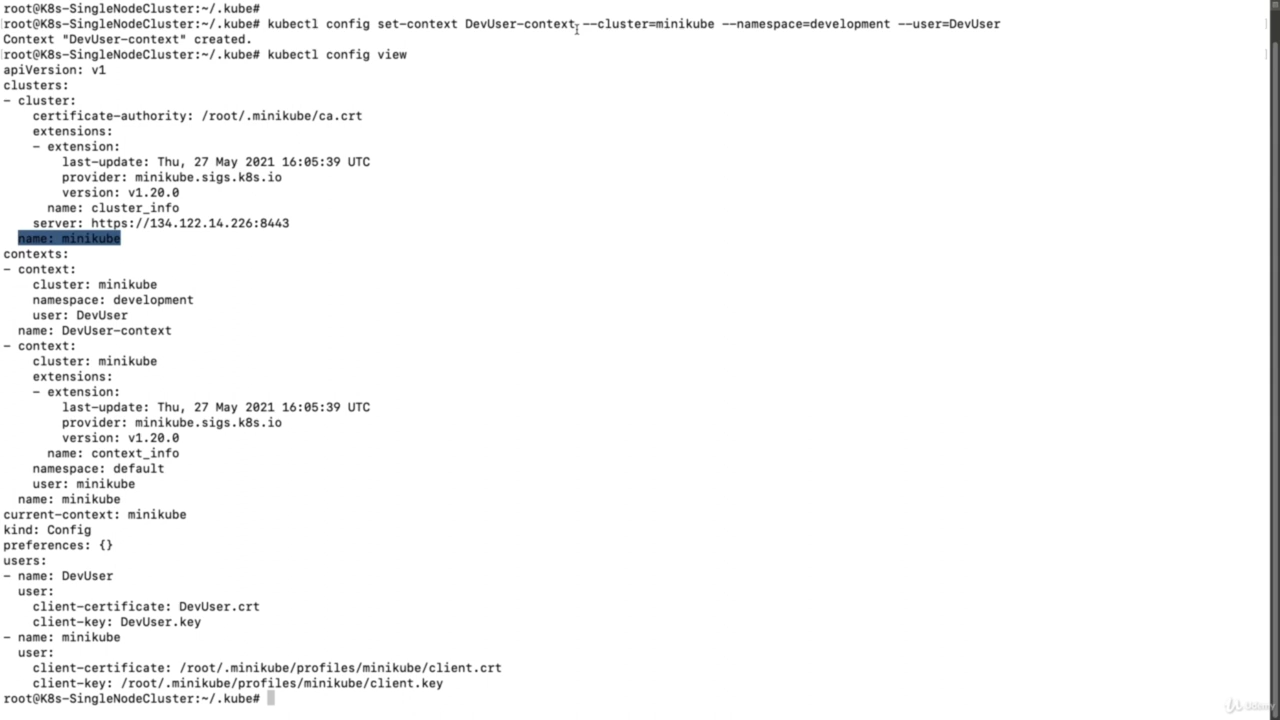 root@K8s-SingleNodeCluster:~/.kube#
root@K8s-SingleNodeCluster:~/.kube# kubectl config set-context DevUser-context --cluster=minikube --namespace=development --user=DevUser
Context "DevUser-context" created.
root@K8s-SingleNodeCluster:~/.kube# kubectl config view
apiVersion: v1
clusters:
- cluster:
    certificate-authority: /root/.minikube/ca.crt
    extensions:
    - extension:
        last-update: Thu, 27 May 2021 16:05:39 UTC
        provider: minikube.sigs.k8s.io
        version: v1.20.0
      name: cluster_info
    server: https://134.122.14.226:8443
  name: minikube
contexts:
- context:
    cluster: minikube
    namespace: development
    user: DevUser
  name: DevUser-context
- context:
    cluster: minikube
    extensions:
    - extension:
        last-update: Thu, 27 May 2021 16:05:39 UTC
        provider: minikube.sigs.k8s.io
        version: v1.20.0
      name: context_info
    namespace: default
    user: minikube
  name: minikube
current-context: minikube
kind: Config
preferences: {}
users:
- name: DevUser
  user:
    client-certificate: DevUser.crt
    client-key: DevUser.key
- name: minikube
  user:
    client-certificate: /root/.minikube/profiles/minikube/client.crt
    client-key: /root/.minikube/profiles/minikube/client.key
root@K8s-SingleNodeCluster:~/.kube#
Udemy